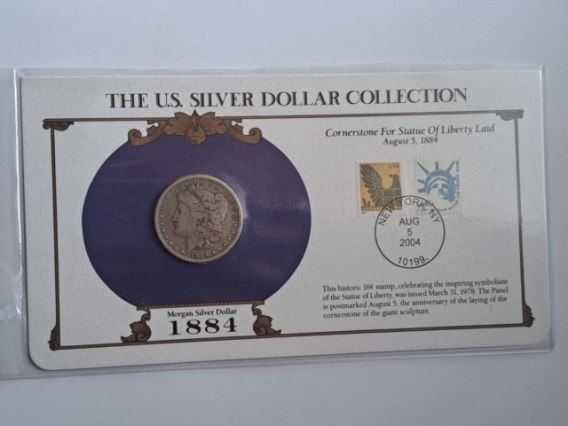 THE U.S. SILVER DOLLAR COLLECTION
Cornerstone For Statue Of Liberty Laid
August 5, 1884
USA
NEW YORK, NY
AUG
5
2004
10199
This historic 16¢ stamp, celebrating the inspiring symbolism
of the Statue of Liberty, was issued March 31, 1978. The Panel
is postmarked August 5, the anniversary of the laying of the
cornerstone of the giant sculpture.
Morgan Silver Dollar
1884